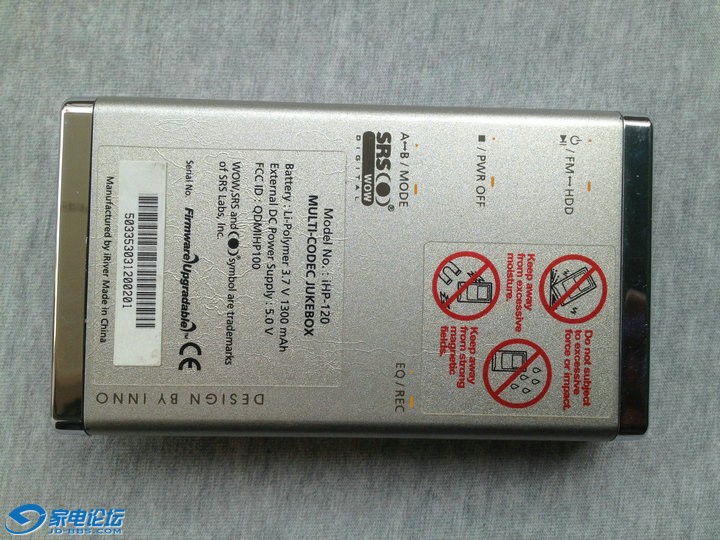 ⏻ / FM↔HDD
▶II
■ / PWR OFF
A↔B / MODE
SRS(●)®
WOW
DIGITAL
EQ / REC
Do not subject
to excessive
force or impact.
Keep away
from excessive
moisture.
Keep away
from strong
magnetic
fields.
Model No. : iHP-120
MULTI-CODEC JUKEBOX
Battery : Li-Polymer 3.7 V 1300 mAh
External DC Power Supply : 5.0 V
FCC ID : QDMIHP100
WOW,SRS and (●)® symbol are trademarks
of SRS Labs, Inc.
Firmware Upgradable™ CE
Serial No.
503353031200201
Manufactured by iRiver Made in China
DESIGN BY INNO
家电论坛
JD-BBS.COM